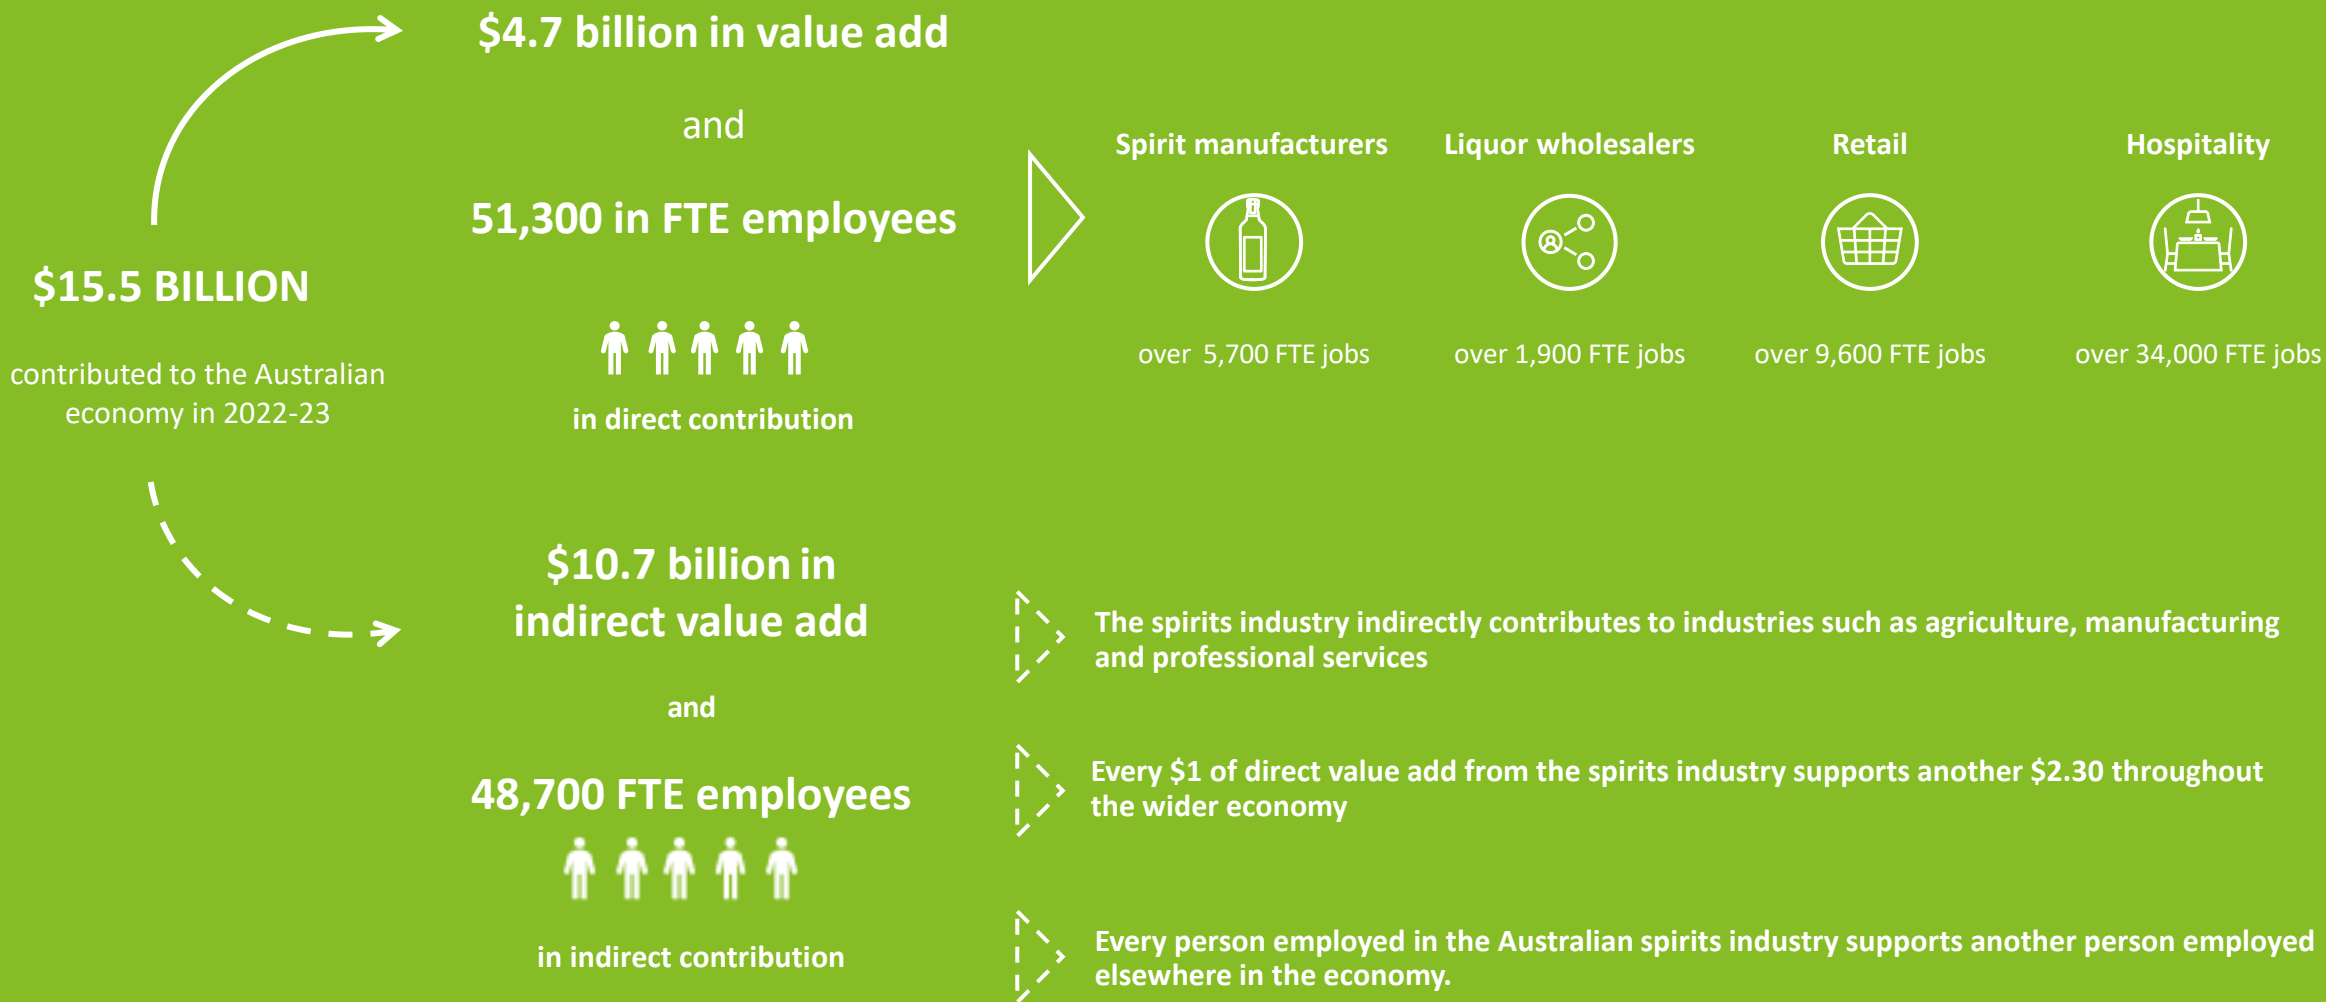 $15.5 BILLION
contributed to the Australian
economy in 2022-23
$4.7 billion in value add
and
51,300 in FTE employees
in direct contribution
Spirit manufacturers
over 5,700 FTE jobs
Liquor wholesalers
over 1,900 FTE jobs
Retail
over 9,600 FTE jobs
Hospitality
over 34,000 FTE jobs
$10.7 billion in
indirect value add
and
48,700 FTE employees
in indirect contribution
The spirits industry indirectly contributes to industries such as agriculture, manufacturing
and professional services
Every $1 of direct value add from the spirits industry supports another $2.30 throughout
the wider economy
Every person employed in the Australian spirits industry supports another person employed
elsewhere in the economy.